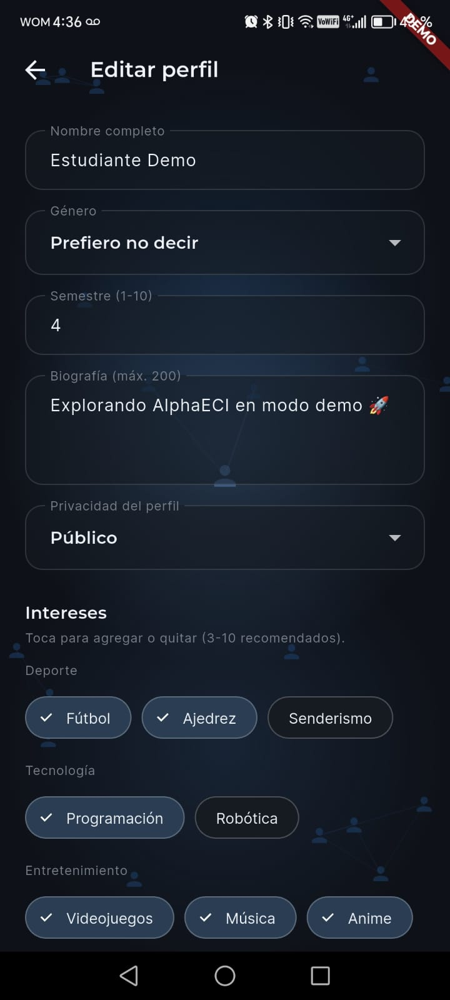 WOM 4:36
VoWiFi 4G+
DEMO
Editar perfil
Nombre completo
Estudiante Demo
Género
Prefiero no decir
Semestre (1-10)
4
Biografía (máx. 200)
Explorando AlphaECI en modo demo 🚀
Privacidad del perfil
Público
Intereses
Toca para agregar o quitar (3-10 recomendados).
Deporte
Fútbol Ajedrez Senderismo
Tecnología
Programación Robótica
Entretenimiento
Videojuegos Música Anime